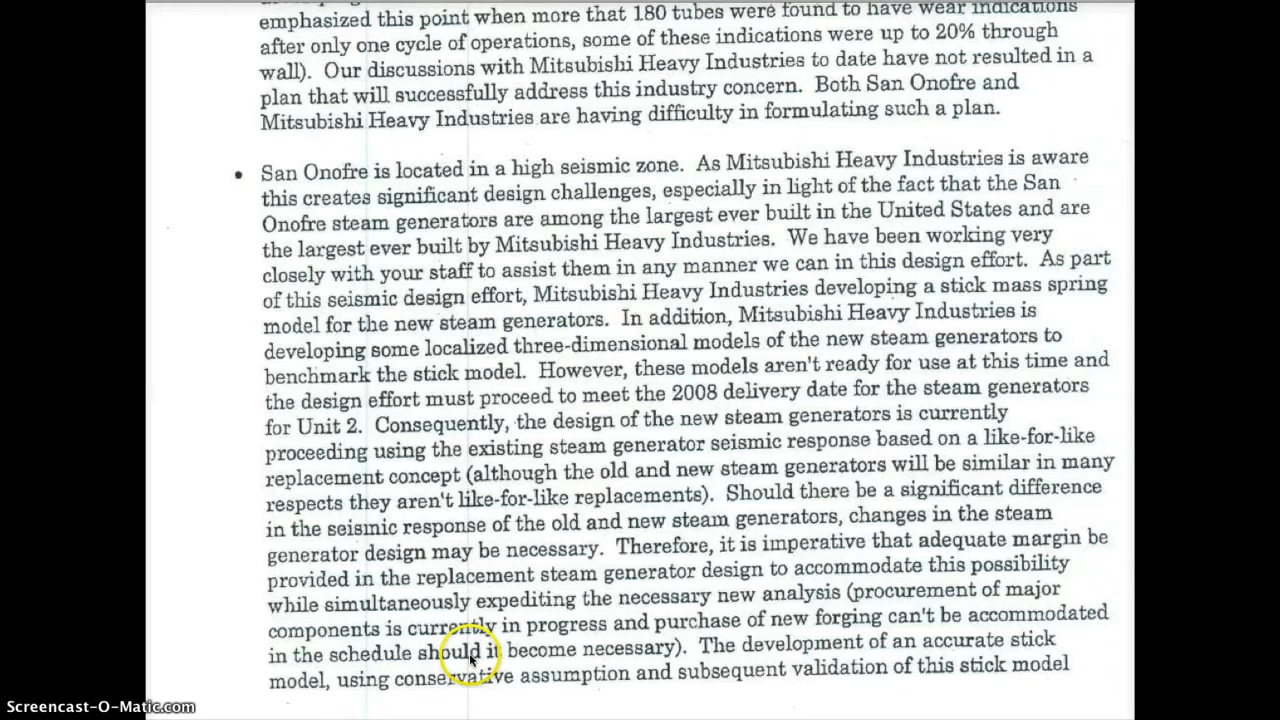 emphasized this point when more that 180 tubes were found to have wear indications
after only one cycle of operations, some of these indications were up to 20% through
wall). Our discussions with Mitsubishi Heavy Industries to date have not resulted in a
plan that will successfully address this industry concern. Both San Onofre and
Mitsubishi Heavy Industries are having difficulty in formulating such a plan.
• San Onofre is located in a high seismic zone. As Mitsubishi Heavy Industries is aware
this creates significant design challenges, especially in light of the fact that the San
Onofre steam generators are among the largest ever built in the United States and are
the largest ever built by Mitsubishi Heavy Industries. We have been working very
closely with your staff to assist them in any manner we can in this design effort. As part
of this seismic design effort, Mitsubishi Heavy Industries developing a stick mass spring
model for the new steam generators. In addition, Mitsubishi Heavy Industries is
developing some localized three-dimensional models of the new steam generators to
benchmark the stick model. However, these models aren't ready for use at this time and
the design effort must proceed to meet the 2008 delivery date for the steam generators
for Unit 2. Consequently, the design of the new steam generators is currently
proceeding using the existing steam generator seismic response based on a like-for-like
replacement concept (although the old and new steam generators will be similar in many
respects they aren't like-for-like replacements). Should there be a significant difference
in the seismic response of the old and new steam generators, changes in the steam
generator design may be necessary. Therefore, it is imperative that adequate margin be
provided in the replacement steam generator design to accommodate this possibility
while simultaneously expediting the necessary new analysis (procurement of major
components is currently in progress and purchase of new forging can't be accommodated
in the schedule should it become necessary). The development of an accurate stick
model, using conservative assumption and subsequent validation of this stick model
Screencast-O-Matic.com